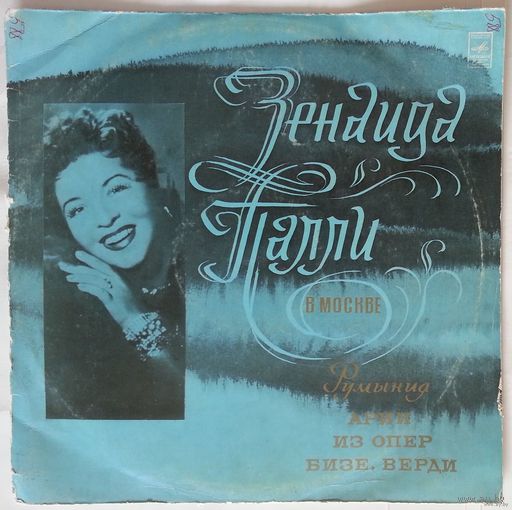 Зенаида
Палли
В МОСКВЕ
Румыния
АРИИ
ИЗ ОПЕР
БИЗЕ. ВЕРДИ